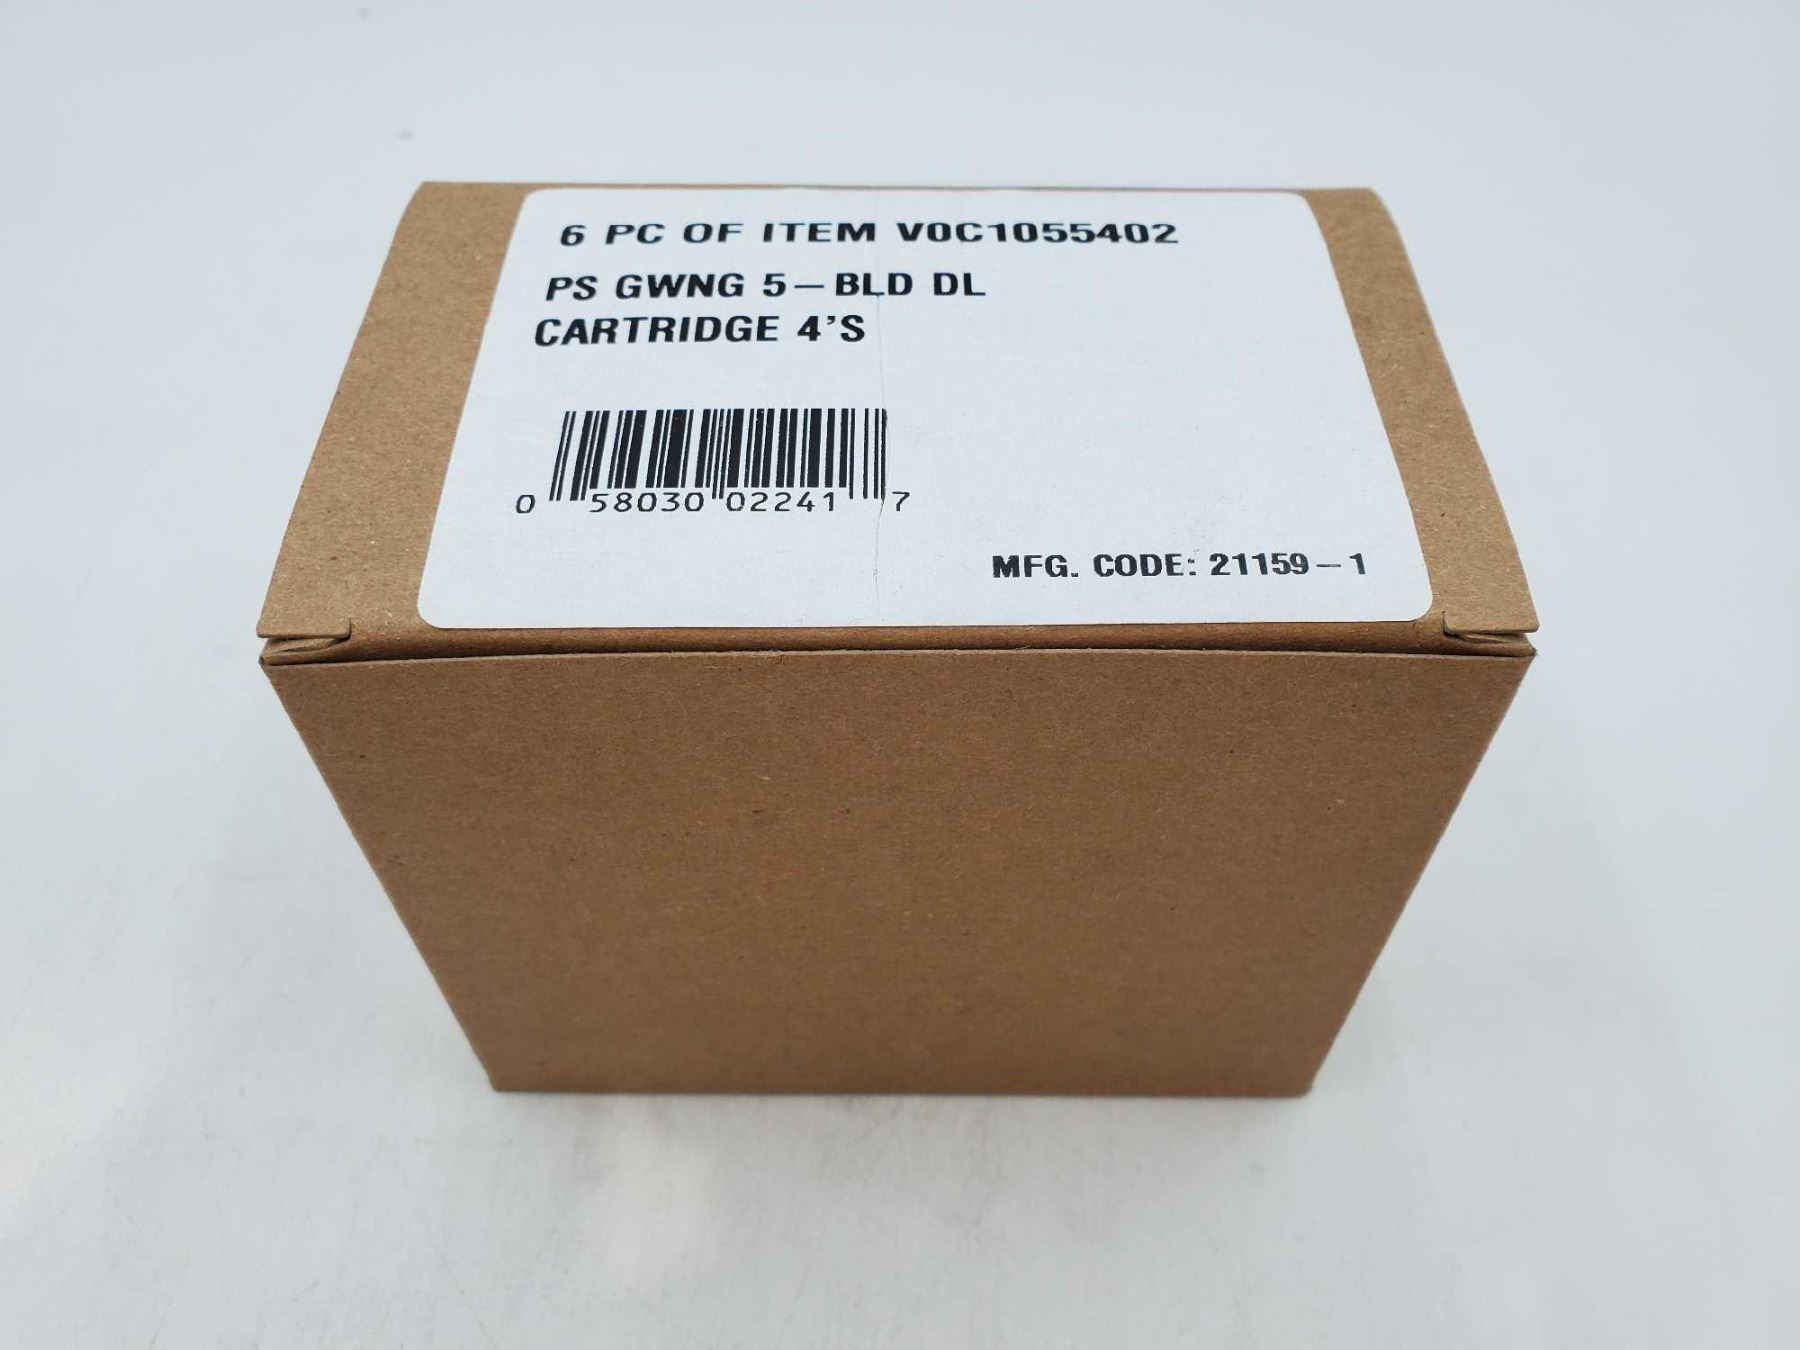 6 PC OF ITEM V0C1055402
PS GWNG 5-BLD DL
CARTRIDGE 4'S
0 58030 02241 7
MFG. CODE: 21159-1